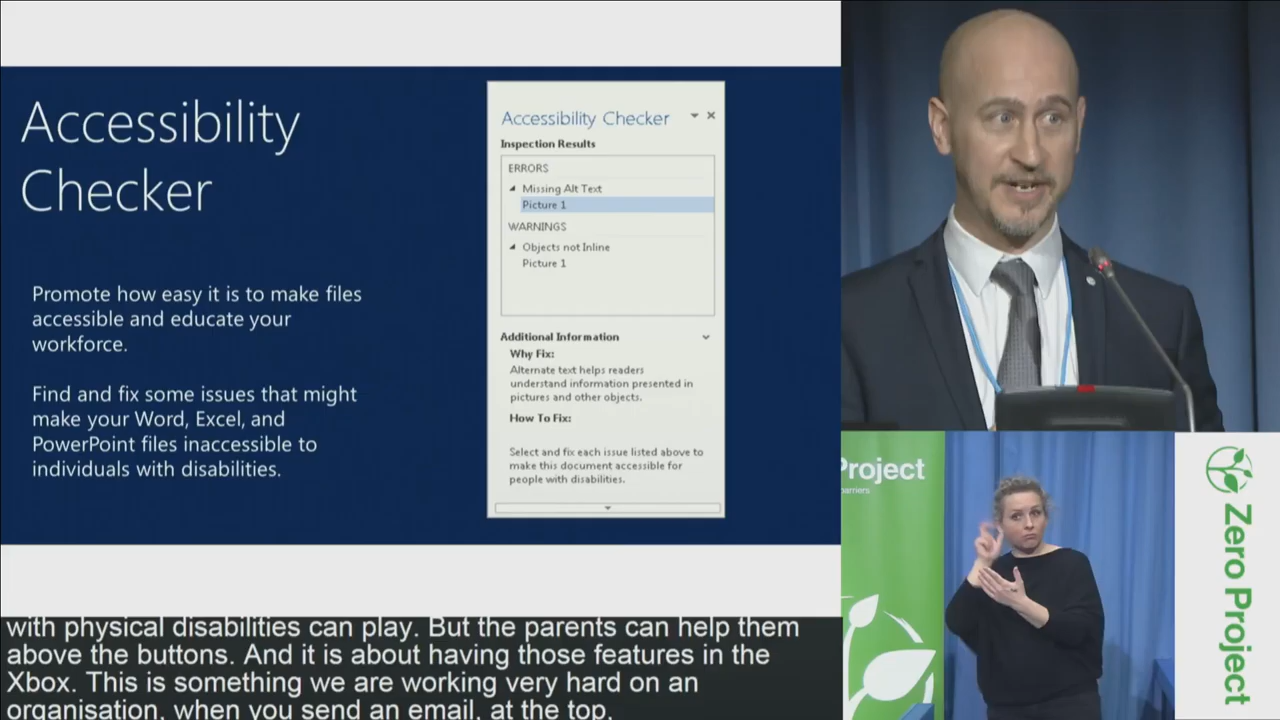 Accessibility
Checker
Promote how easy it is to make files
accessible and educate your
workforce.
Find and fix some issues that might
make your Word, Excel, and
PowerPoint files inaccessible to
individuals with disabilities.
Accessibility Checker
Inspection Results
ERRORS
Missing Alt Text
Picture 1
WARNINGS
Objects not Inline
Picture 1
Additional Information
Why Fix:
Alternate text helps readers
understand information presented in
pictures and other objects.
How To Fix:
Select and fix each issue listed above to
make this document accessible for
people with disabilities.
with physical disabilities can play. But the parents can help them
above the buttons. And it is about having those features in the
Xbox. This is something we are working very hard on an
organisation, when you send an email, at the top,
Project
barriers
Zero Project